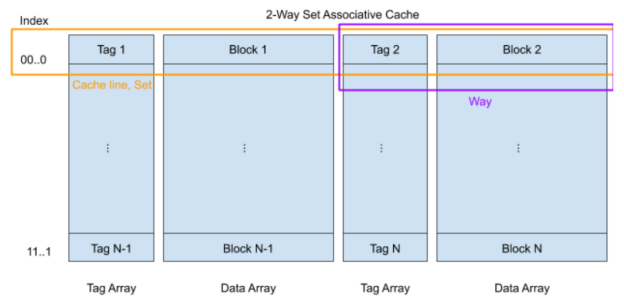 2-Way Set Associative Cache
Index
00..0
Tag 1
Block 1
Tag 2
Block 2
Cache line, Set
Way
⋮
⋮
⋮
⋮
11..1
Tag N-1
Block N-1
Tag N
Block N
Tag Array
Data Array
Tag Array
Data Array